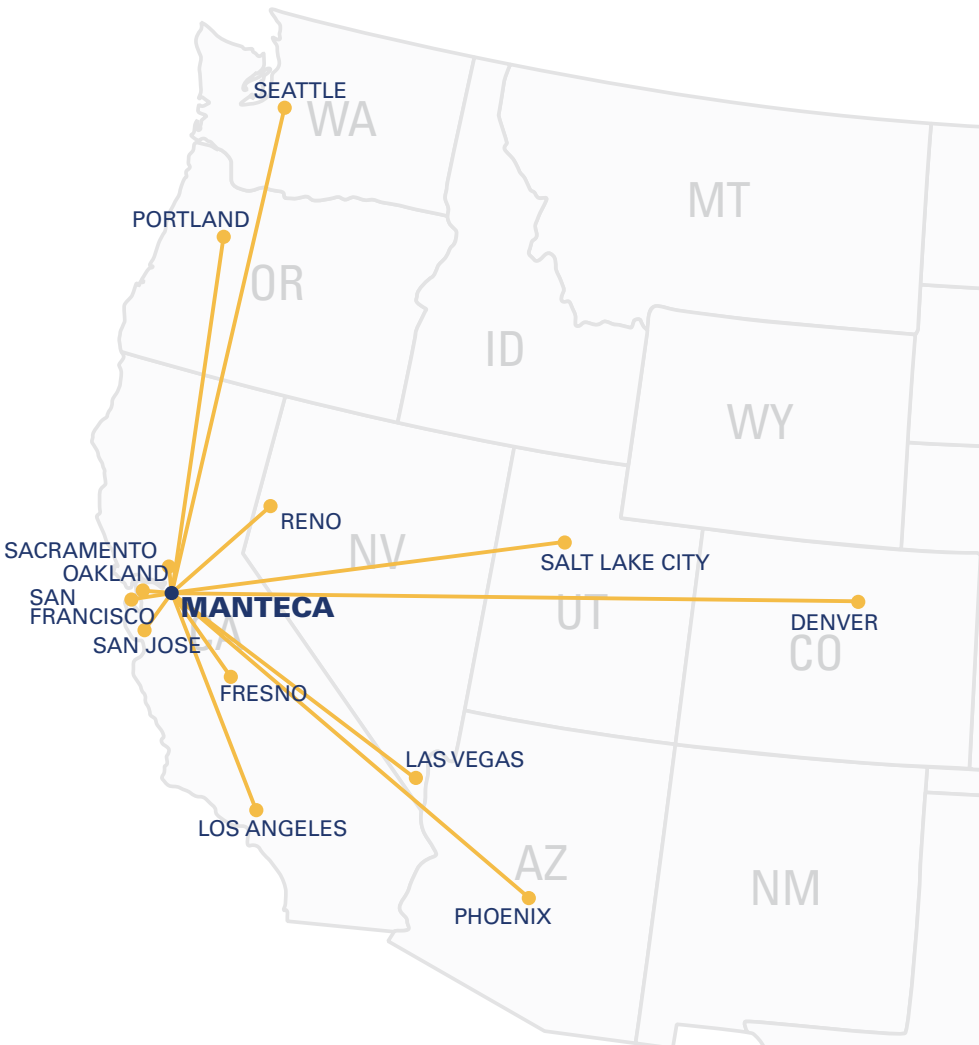 SEATTLE
WA
MT
PORTLAND
OR
ID
WY
RENO
NV
SACRAMENTO
SALT LAKE CITY
OAKLAND
SAN
FRANCISCO
MANTECA
UT
DENVER
CA
SAN JOSE
CO
FRESNO
LAS VEGAS
LOS ANGELES
AZ
NM
PHOENIX